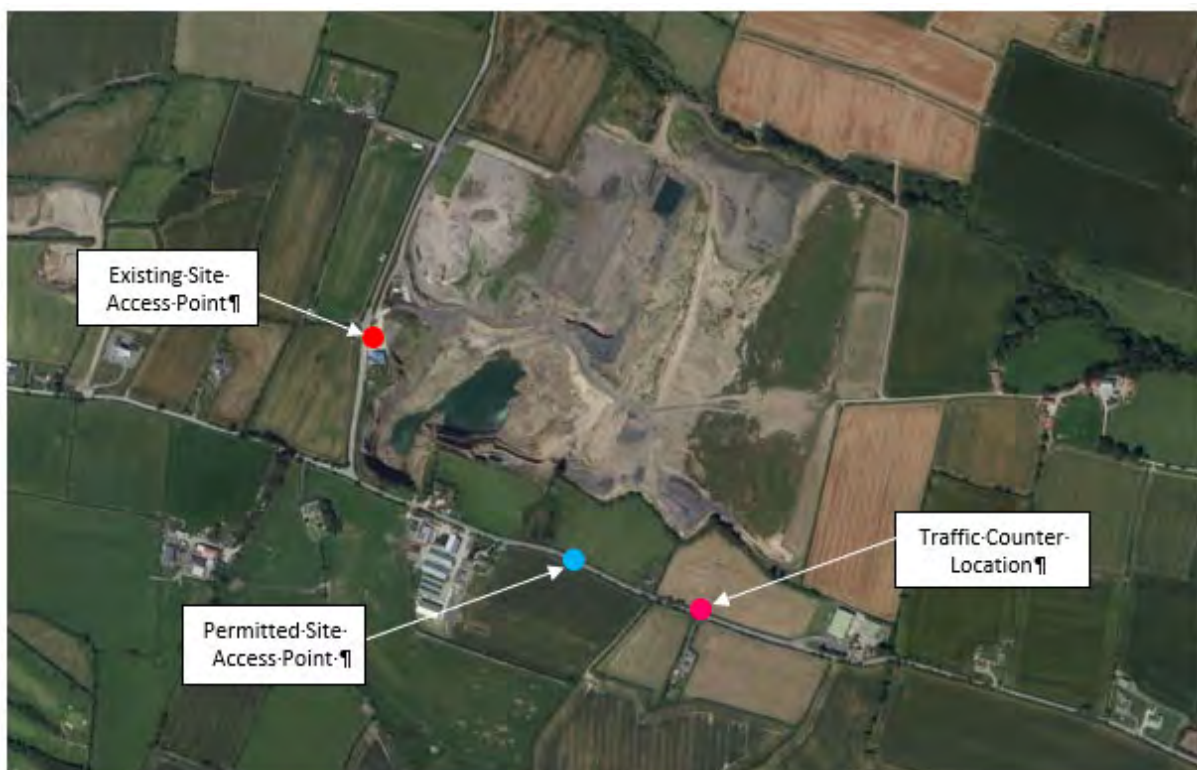 Existing·Site·
Access·Point¶
Traffic·Counter·
Location¶
Permitted·Site·
Access·Point·¶